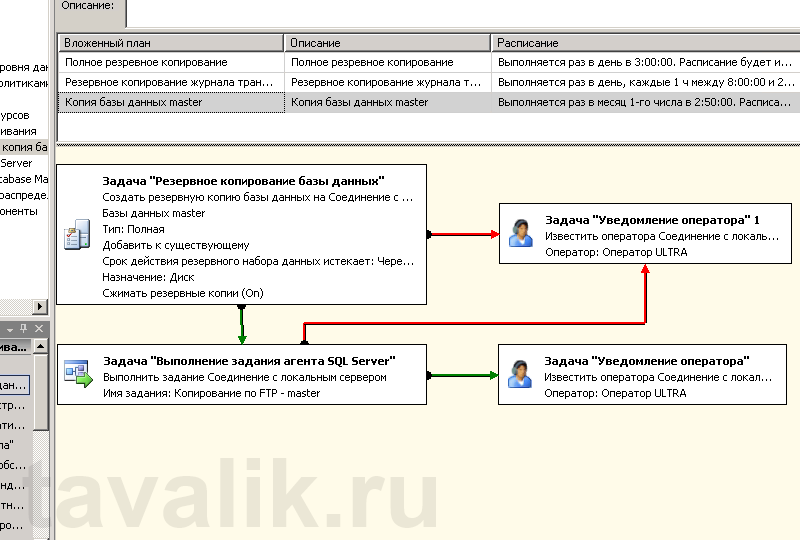 Описание:
Вложенный план Описание Расписание
Полное резревное копирование Полное резревное копирование Выполняется раз в день в 3:00:00. Расписание будет и...
Резервное копирование журнала тран... Резервное копирование журнала т... Выполняется раз в день, каждые 1 ч между 8:00:00 и 2...
Копия базы данных master Копия базы данных master Выполняется раз в месяц 1-го числа в 2:50:00. Расписа...
ровня дан
олитикам
урсов
ивания
копия ба
Server
tabase Ma
распреде.
оненты
Задача "Резервное копирование базы данных"
Создать резервную копию базы данных на Соединение с ...
Базы данных master
Тип: Полная
Добавить к существующему
Срок действия резервного набора данных истекает: Чере...
Назначение: Диск
Сжимать резервные копии (On)
Задача "Уведомление оператора" 1
Известить оператора Соединение с локаль...
Оператор: Оператор ULTRA
Задача "Выполнение задания агента SQL Server"
Выполнить задание Соединение с локальным сервером
Имя задания: Копирование по FTP - master
Задача "Уведомление оператора"
Известить оператора Соединение с локал...
Оператор: Оператор ULTRA
ива...
дан...
стр...
ати...
ла"
обс...
нд...
тн...
ро...
tavalik.ru